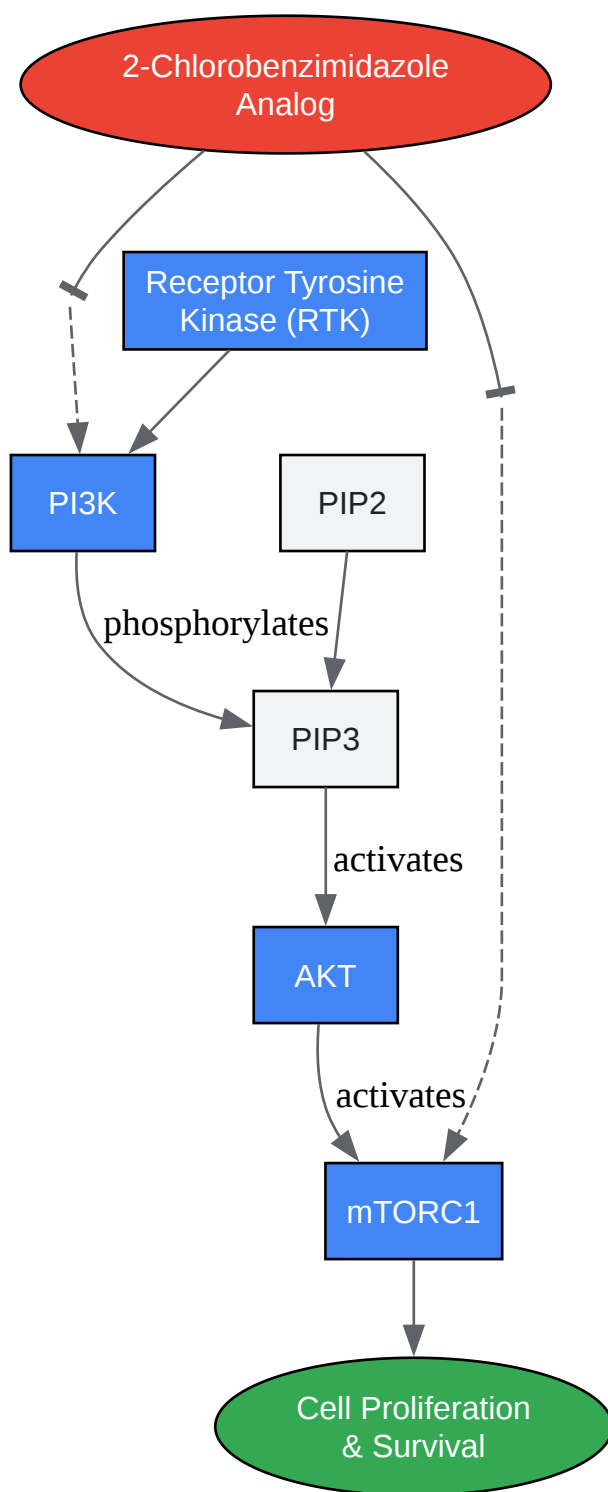 2-Chlorobenzimidazole
Analog
Receptor Tyrosine
Kinase (RTK)
PI3K
PIP2
phosphorylates
PIP3
activates
AKT
activates
mTORC1
Cell Proliferation
& Survival